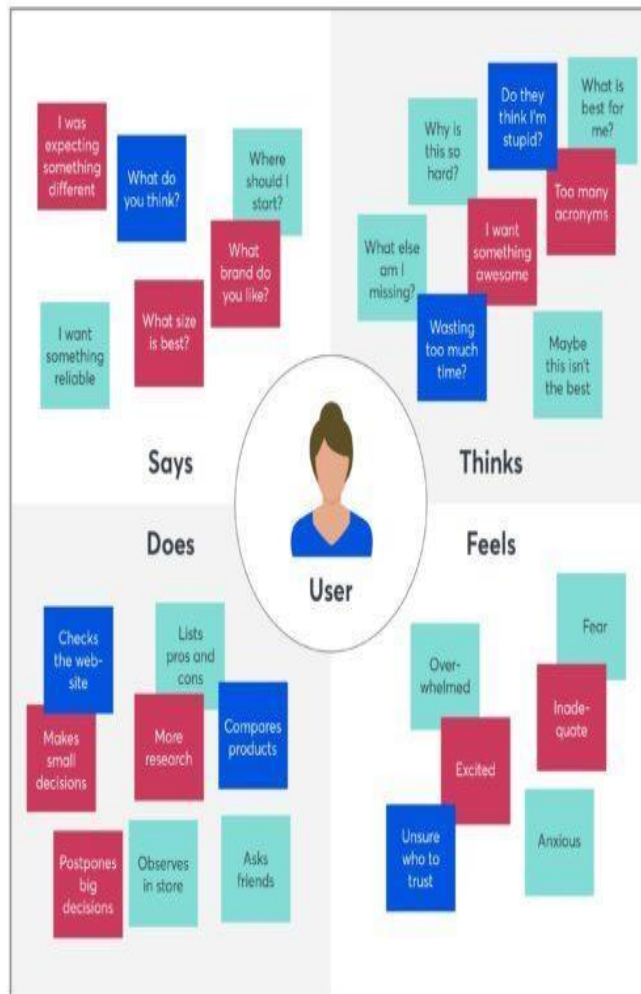 I was
expecting
something
different
What do
you think?
Where
should I
start?
What
brand do
you like?
What size
is best?
I want
something
reliable
Says
Do they
think I'm
stupid?
What is
best for
me?
Why is
this so
hard?
Too many
acronyms
I want
something
awesome
What else
am I
missing?
Wasting
too much
time?
Maybe
this isn't
the best
Thinks
User
Does
Checks
the web-
site
Lists
pros and
cons
Makes
small
decisions
More
research
Compares
products
Postpones
big
decisions
Observes
in store
Asks
friends
Feels
Fear
Over-
whelmed
Inade-
quote
Excited
Unsure
who to
trust
Anxious